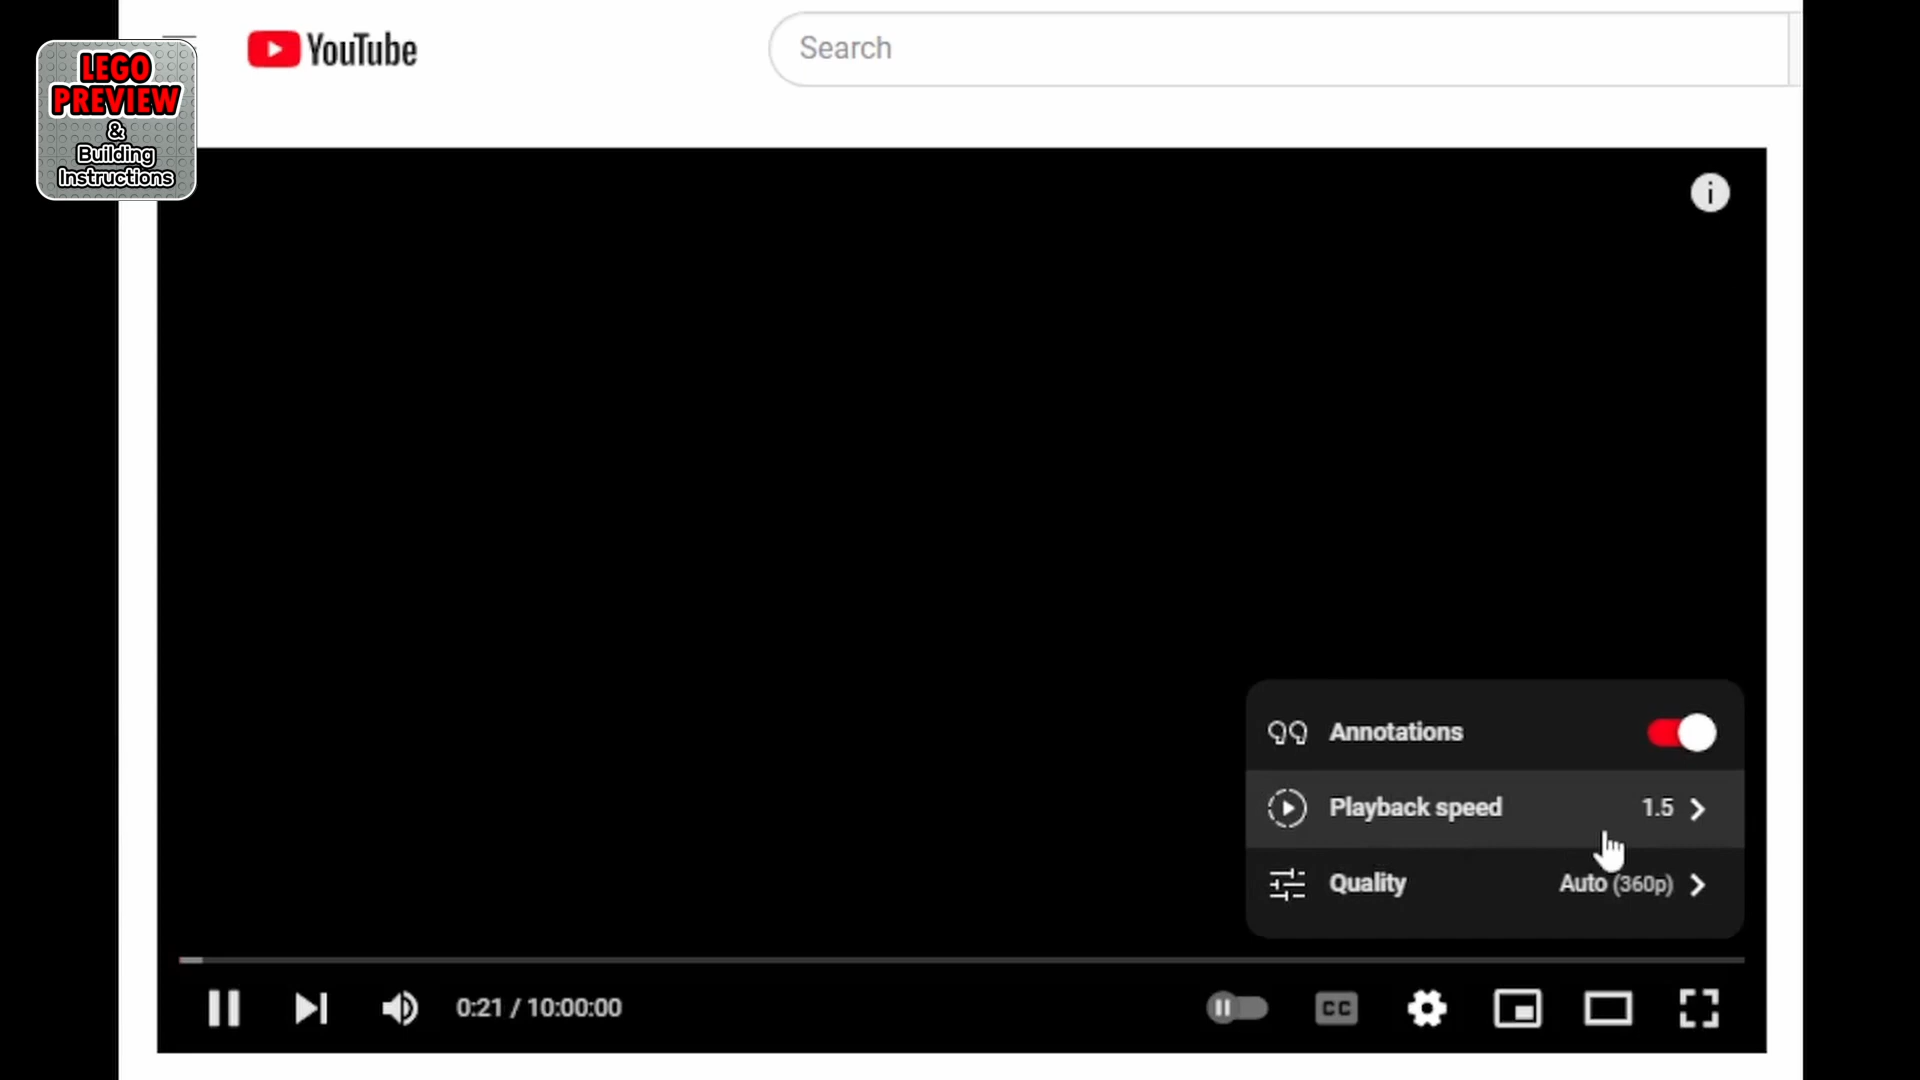 LEGO
PREVIEW
&
Building
Instructions
YouTube
Search
i
Annotations
Playback speed 1.5
Quality Auto (360p)
0:21 / 10:00:00
CC